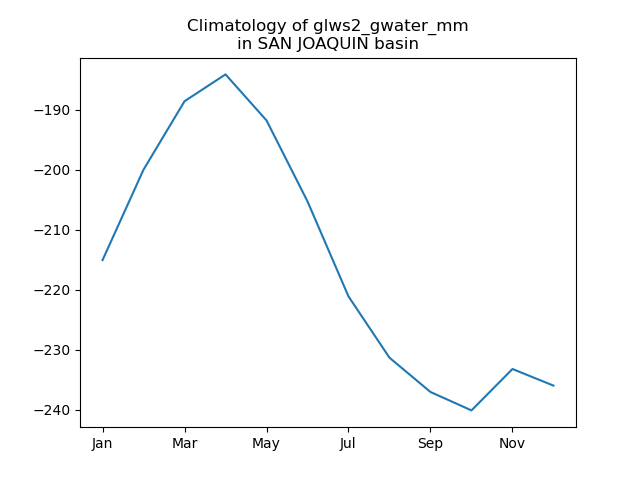 Climatology of glws2_gwater_mm
in SAN JOAQUIN basin
−190
−200
−210
−220
−230
−240
Jan
Mar
May
Jul
Sep
Nov